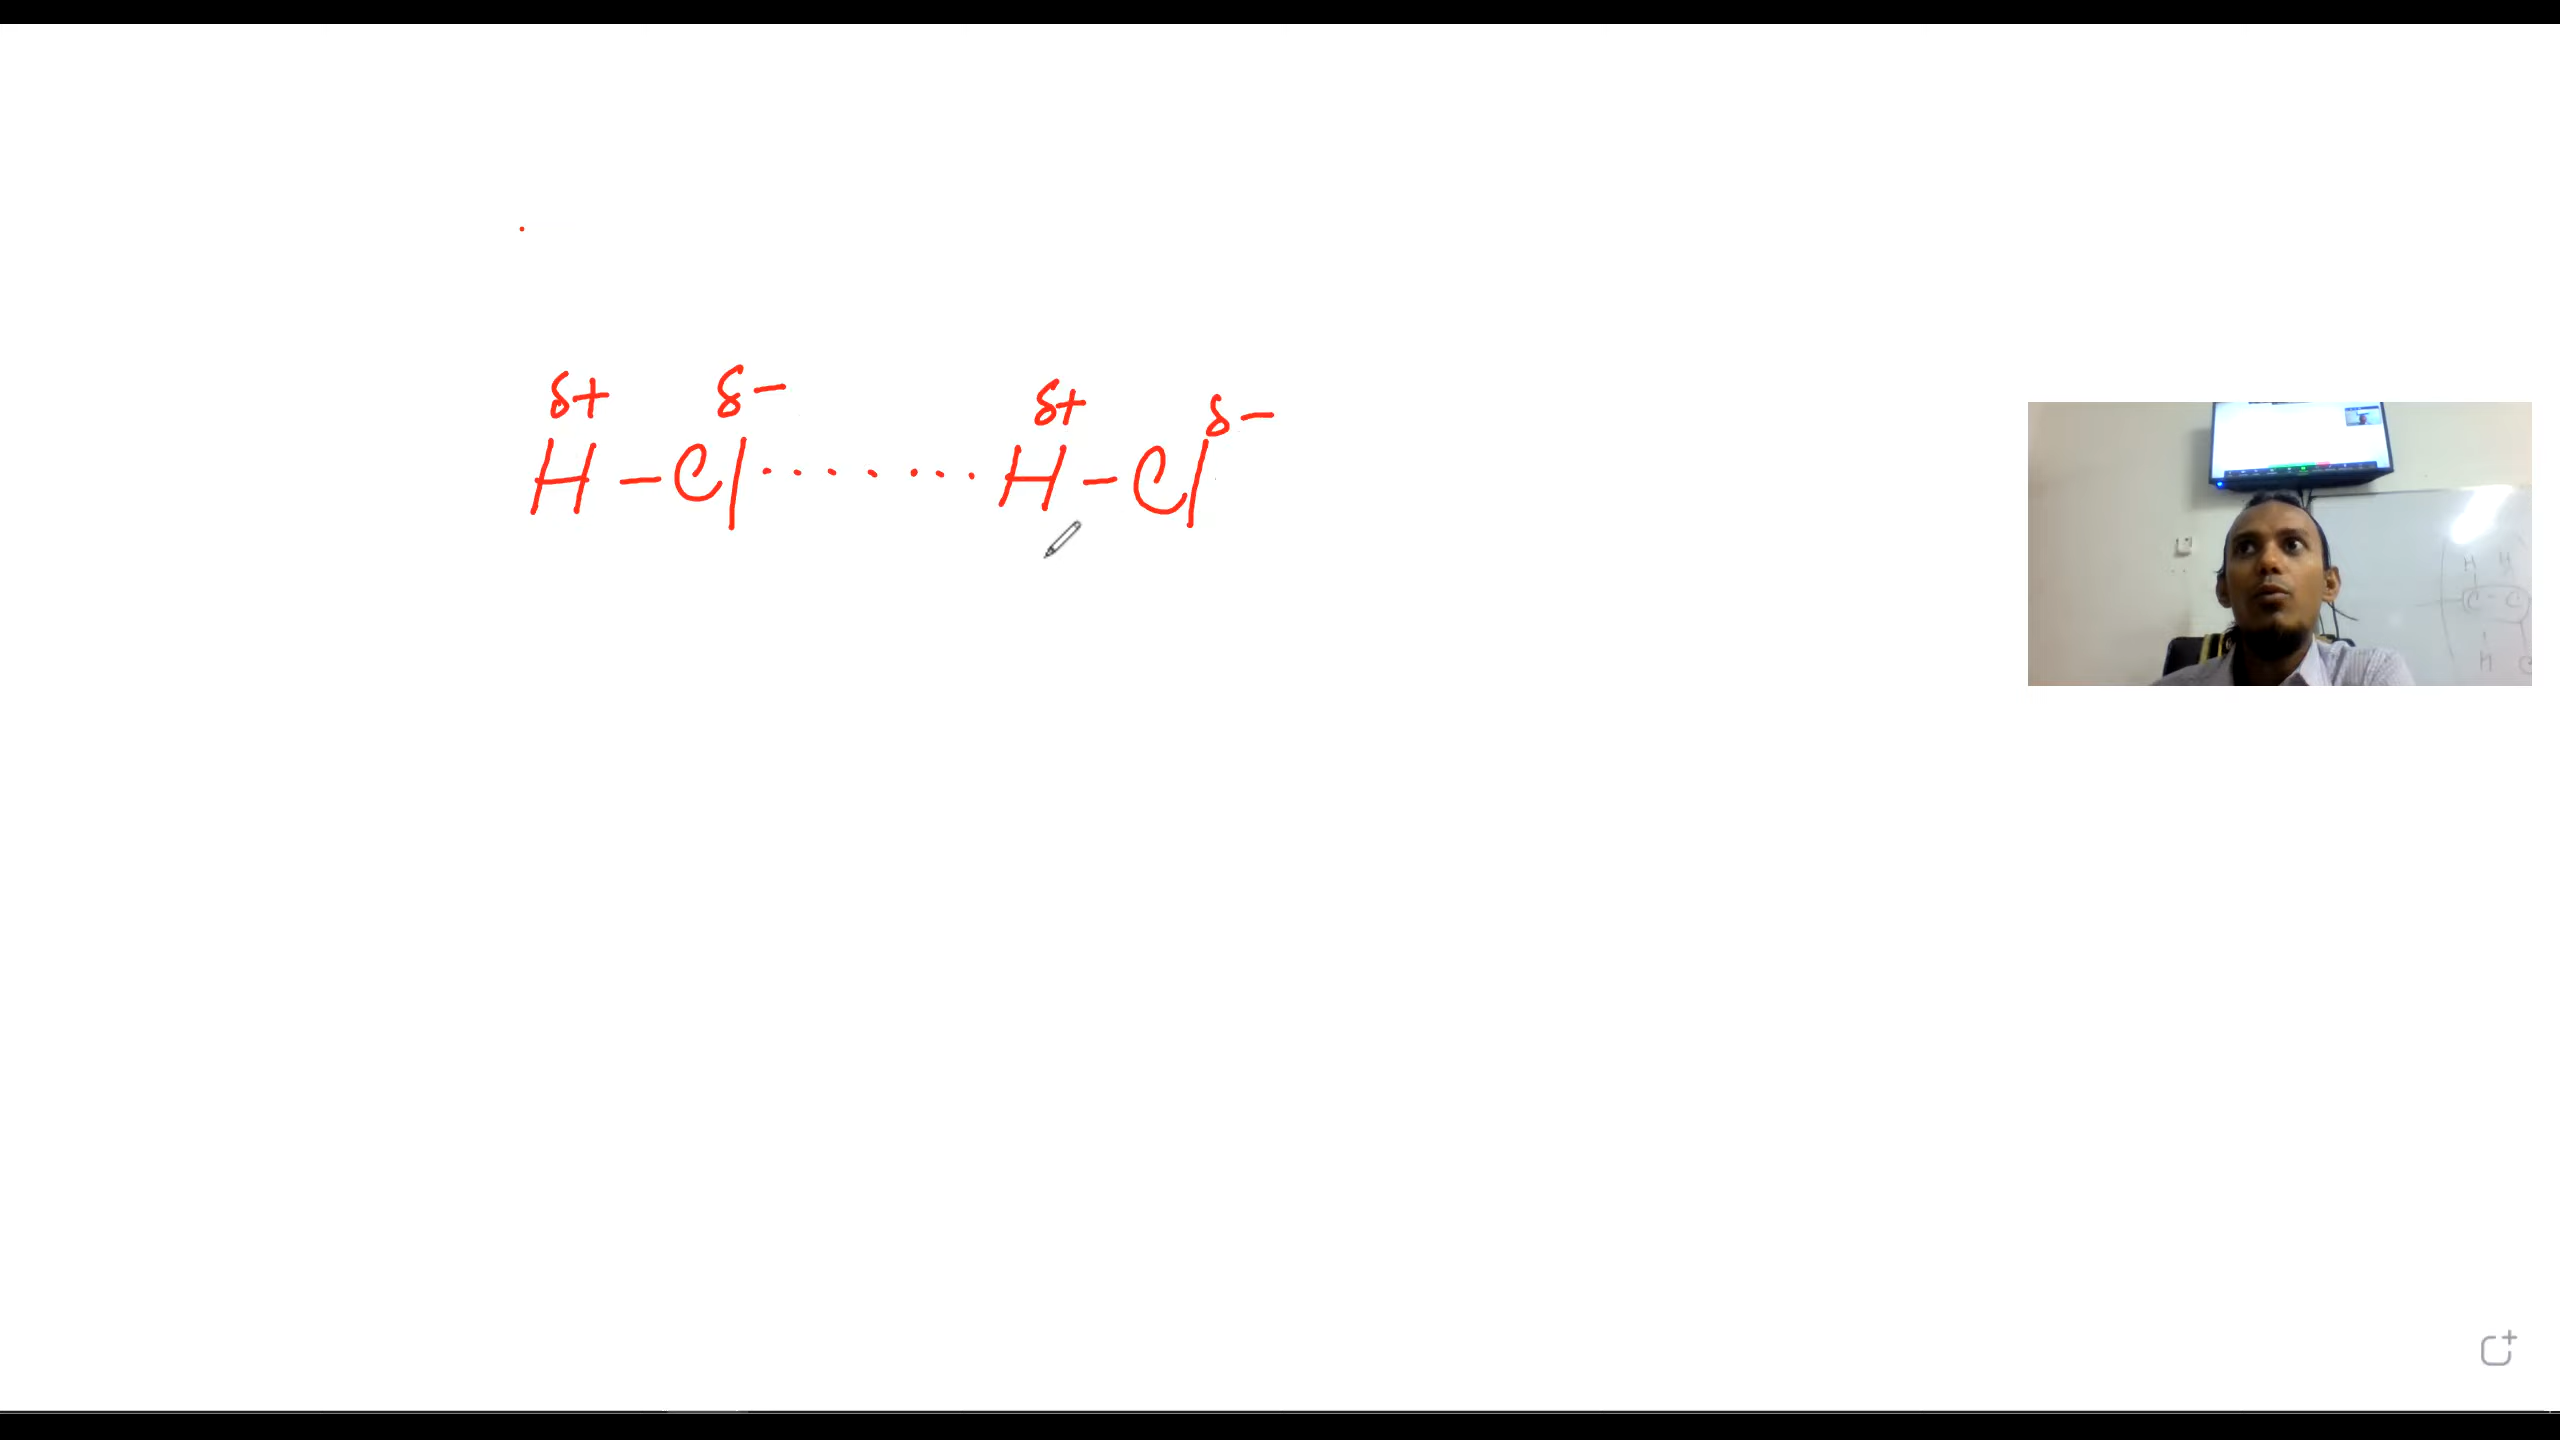 δ+ δ- δ+ δ-
H - Cl ........ H - Cl
H H
C - C
H